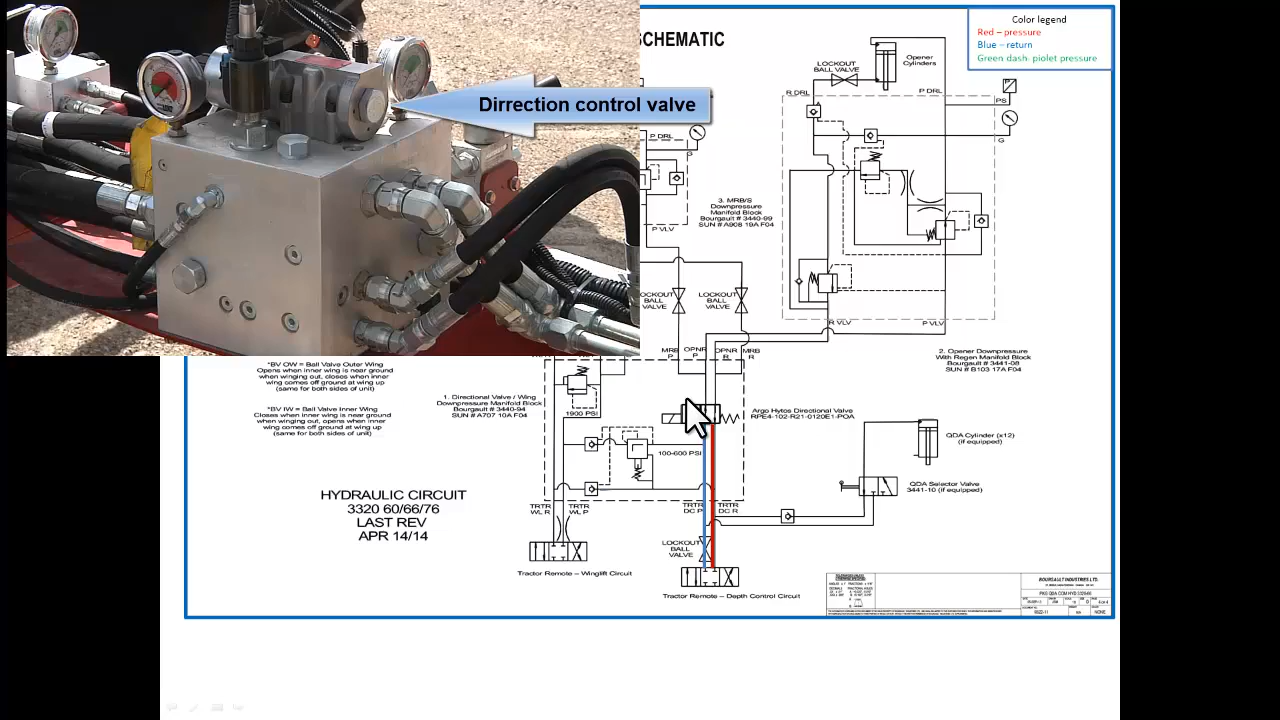 SCHEMATIC
Color legend
Red – pressure
Blue – return
Green dash- piolet pressure
Dirrection control valve
LOCKOUT
BALL VALVE
Opener
Cylinders
R DRL
P DRL
PS
G
P DRL
G
3. MRB/S
Downpressure
Manifold Block
Bourgault # 3440-99
SUN # A908 19A F04
P VLV
LOCKOUT
BALL
VALVE
LOCKOUT
BALL
VALVE
R VLV
P VLV
MRB
P
OPNR
P
OPNR
R
MRB
R
2. Opener Downpressure
With Regen Manifold Block
Bourgault # 3441-08
SUN # B103 17A F04
*BV OW = Ball Valve Outer Wing
Opens when inner wing is near ground
when winging out, closes when inner
wing comes off ground at wing up
(same for both sides of unit)
*BV IW = Ball Valve Inner Wing
Closes when inner wing is near ground
when winging out, opens when inner
wing comes off ground at wing up
(same for both sides of unit)
1. Directional Valve / Wing
Downpressure Manifold Block
Bourgault # 3440-94
SUN # A707 10A F04
1900 PSI
100-600 PSI
Argo Hytos Directional Valve
RPE4-102-R21-0120E1-POA
QDA Cylinder (x12)
(if equipped)
QDA Selector Valve
3441-10 (if equipped)
HYDRAULIC CIRCUIT
3320 60/66/76
LAST REV
APR 14/14
TRTR
WL R
TRTR
WL P
TRTR
DC P
TRTR
DC R
LOCKOUT
BALL
VALVE
Tractor Remote – Winglift Circuit
Tractor Remote – Depth Control Circuit
BOURGAULT INDUSTRIES LTD.